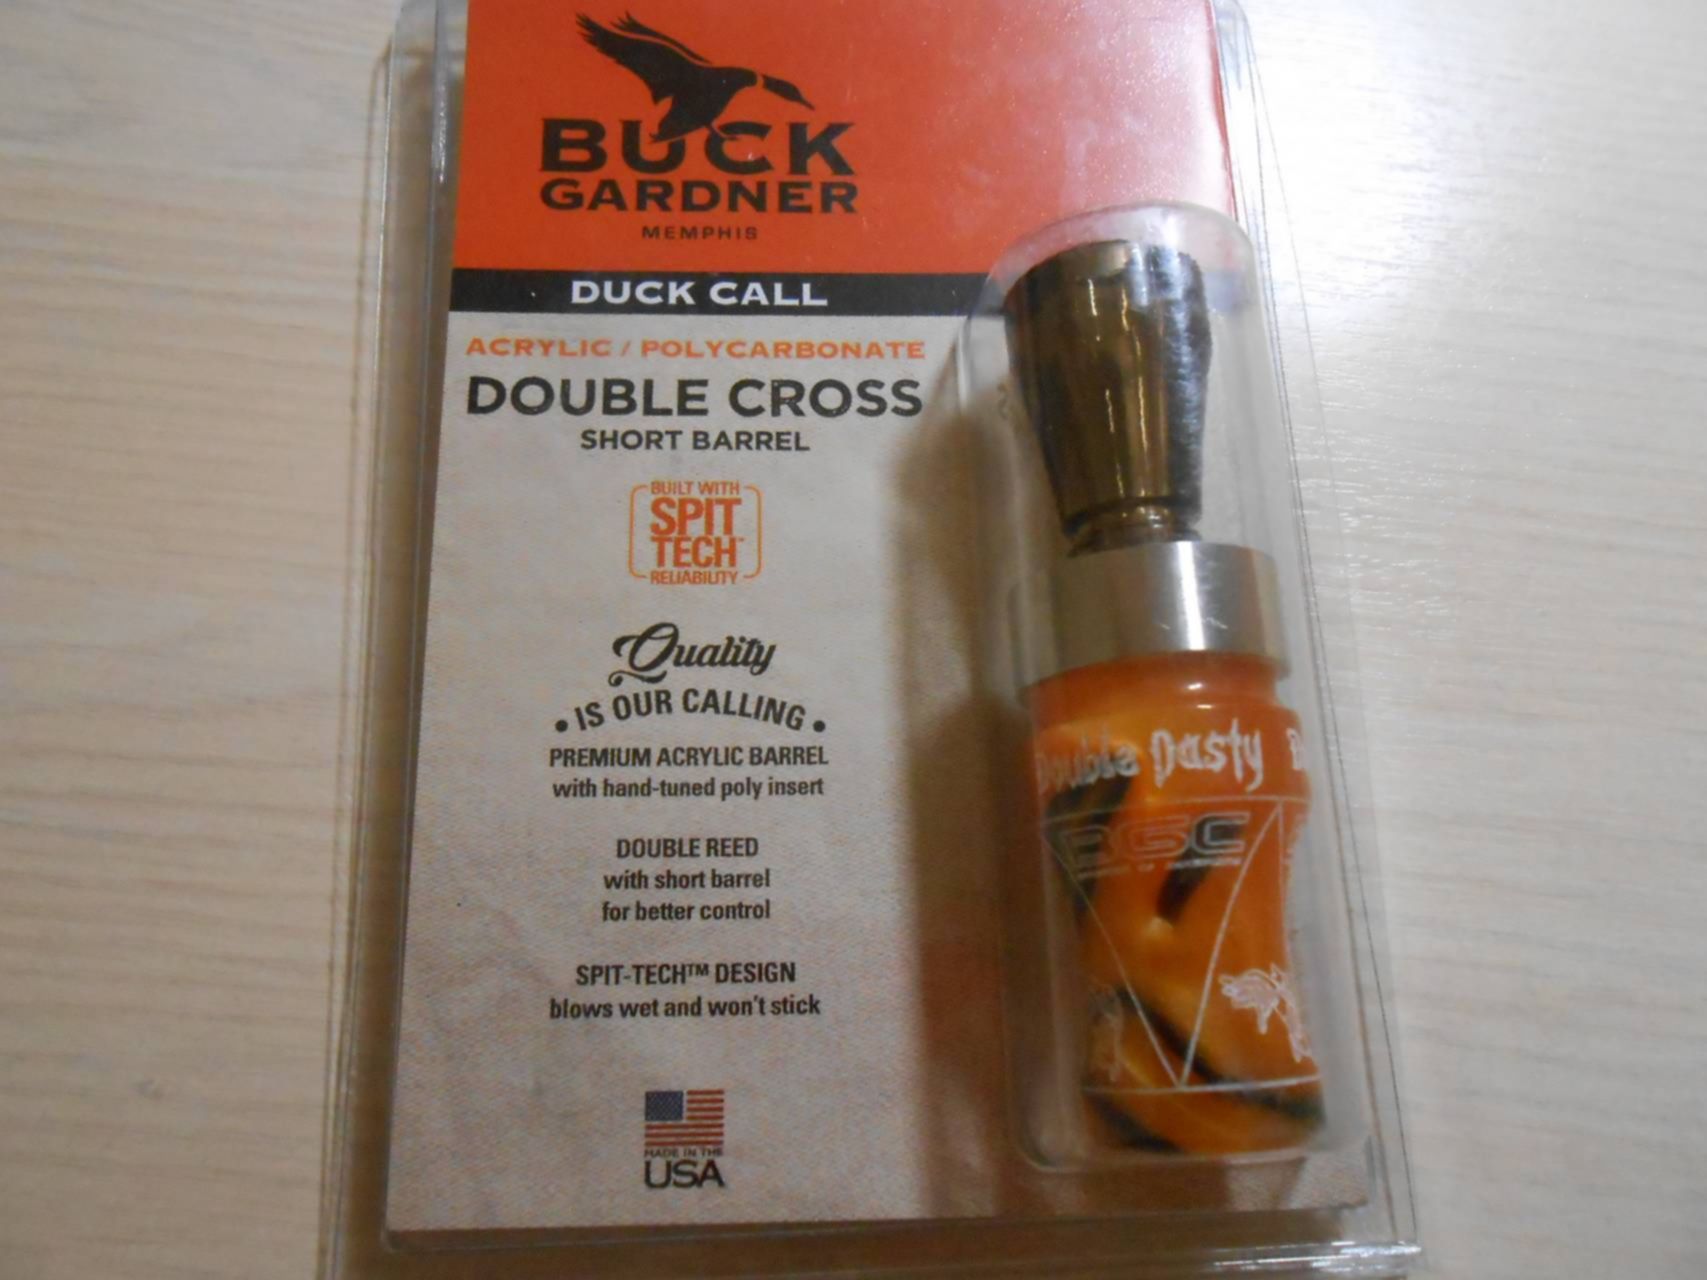 BUCK
GARDNER
MEMPHIS
DUCK CALL
ACRYLIC / POLYCARBONATE
DOUBLE CROSS
SHORT BARREL
BUILT WITH
SPIT
TECH™
RELIABILITY
Quality
• IS OUR CALLING •
PREMIUM ACRYLIC BARREL
with hand-tuned poly insert
DOUBLE REED
with short barrel
for better control
SPIT-TECH™ DESIGN
blows wet and won't stick
MADE IN THE
USA
Double Nasty
BGC